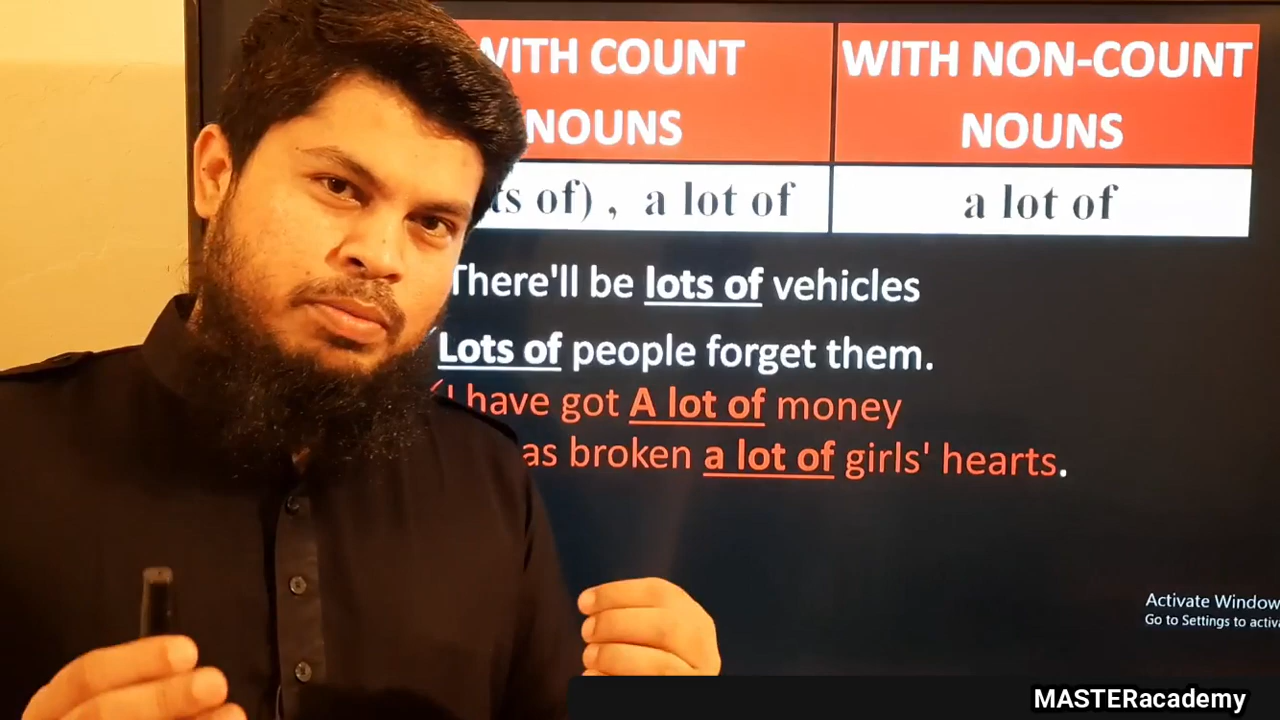 WITH COUNT
NOUNS
WITH NON-COUNT
NOUNS
of) , a lot of
a lot of
There'll be lots of vehicles
Lots of people forget them.
I have got A lot of money
broken a lot of girls' hearts.
Activate Window
Go to Settings to
MASTERacademy